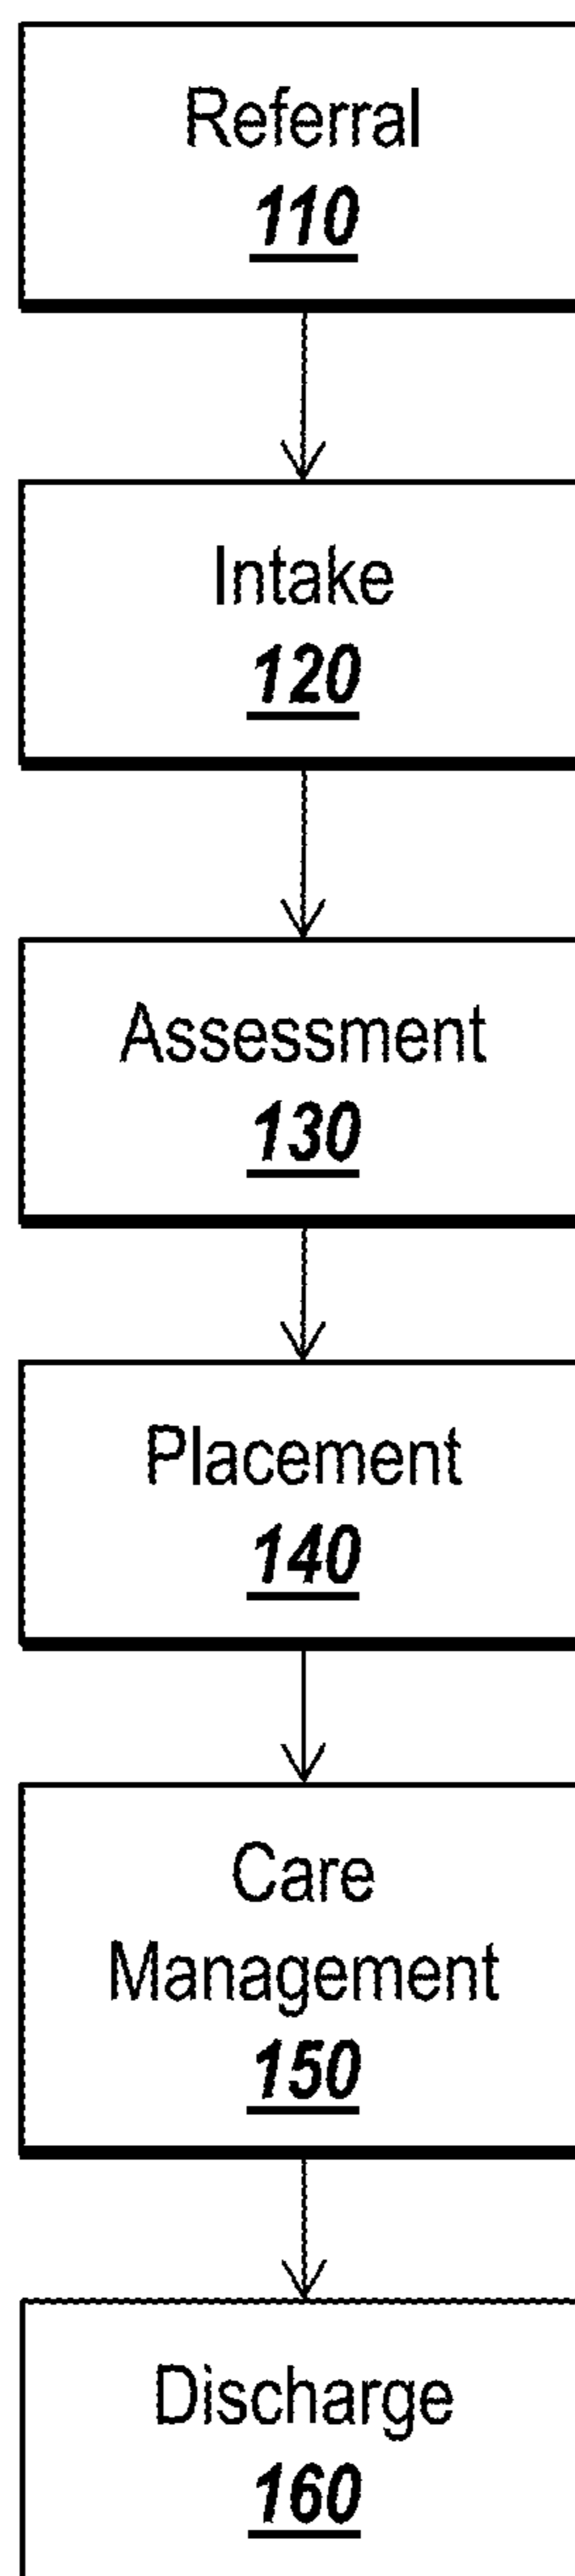 Referral
110
Intake
120
Assessment
130
Placement
140
Care
Management
150
Discharge
160